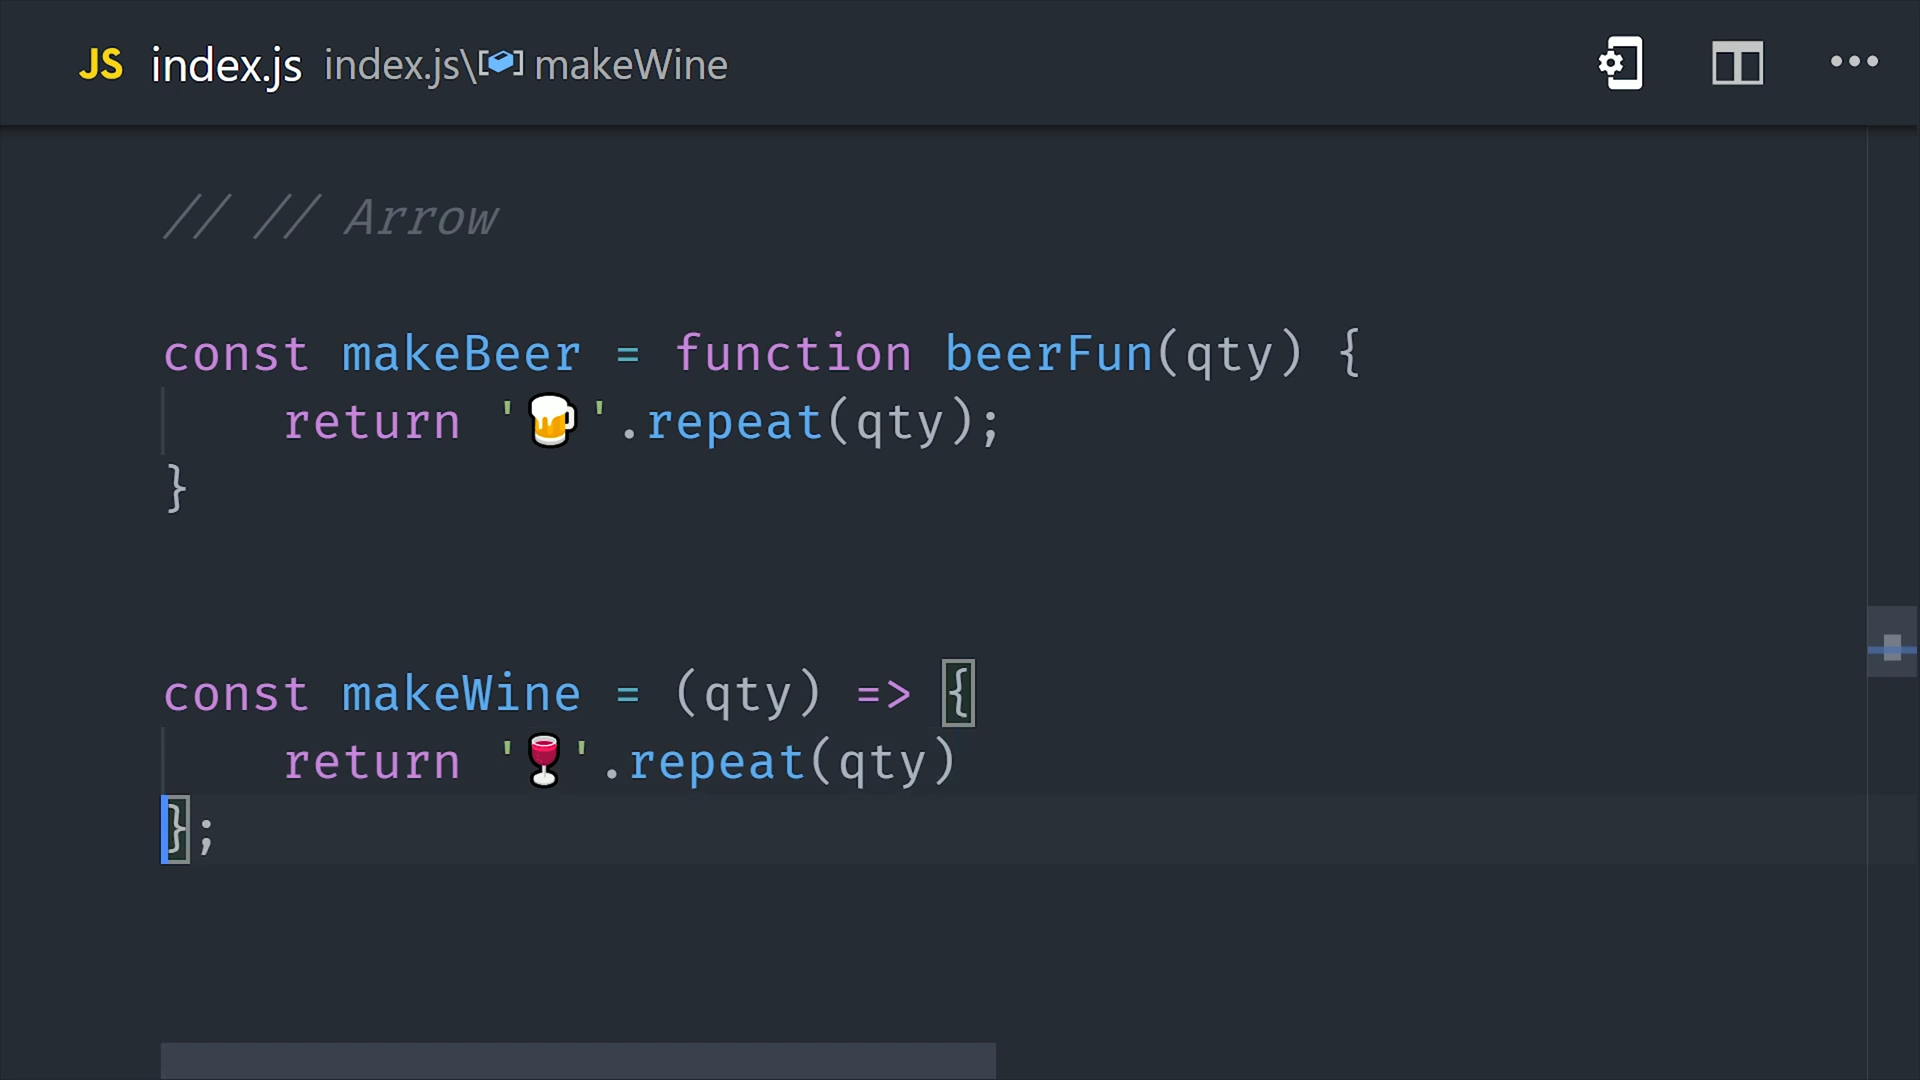 JS index.js index.js\ makeWine
// // Arrow
const makeBeer = function beerFun(qty) {
    return '🍺'.repeat(qty);
}
const makeWine = (qty) => {
    return '🍷'.repeat(qty)
};